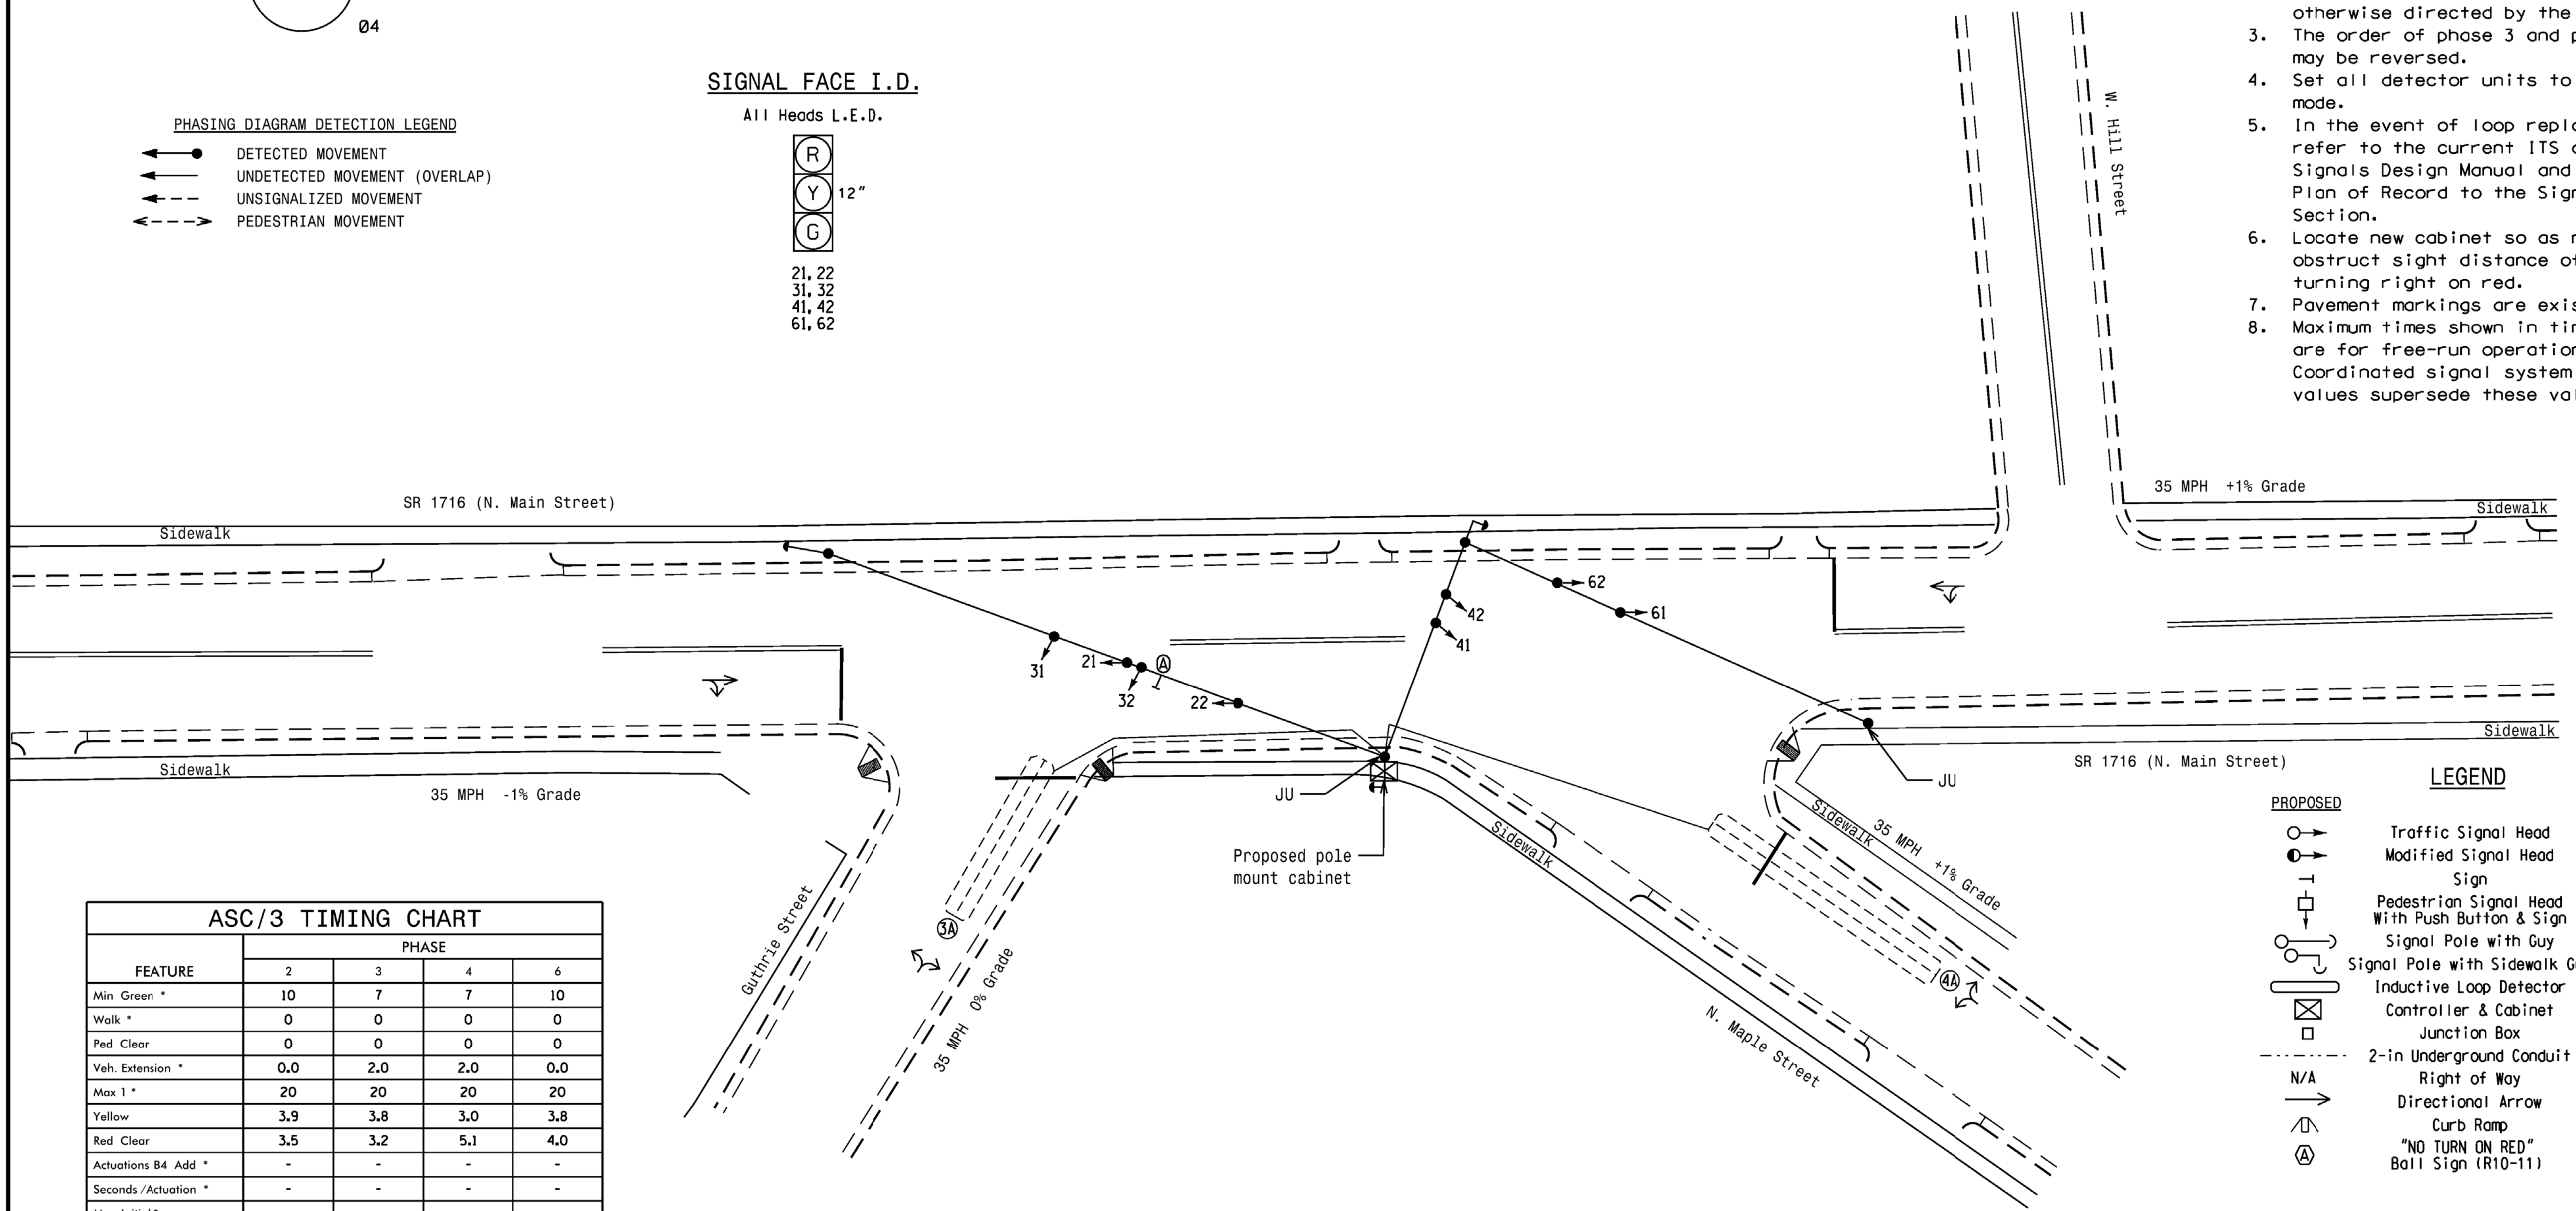 Ø4
SIGNAL FACE I.D.
All Heads L.E.D.
R
Y 12"
G
21, 22
31, 32
41, 42
61, 62
PHASING DIAGRAM DETECTION LEGEND
DETECTED MOVEMENT
UNDETECTED MOVEMENT (OVERLAP)
UNSIGNALIZED MOVEMENT
PEDESTRIAN MOVEMENT
otherwise directed by the
3. The order of phase 3 and
may be reversed.
4. Set all detector units to
mode.
5. In the event of loop
refer to the current ITS
Signals Design Manual and
Plan of Record to the
Section.
6. Locate new cabinet so as
obstruct sight distance
turning right on red.
7. Pavement markings are
8. Maximum times shown in
are for free-run
Coordinated signal system
values supersede these
W. Hill Street
SR 1716 (N. Main Street)
35 MPH +1% Grade
Sidewalk
Sidewalk
62
42
61
41
31
21
A
32
22
Sidewalk
Sidewalk
35 MPH -1% Grade
SR 1716 (N. Main Street)
JU
JU
Sidewalk
35 MPH +1% Grade
Sidewalk
Proposed pole
mount cabinet
3A
4A
Guthrie Street
35 MPH 0% Grade
N. Maple Street
ASC/3 TIMING CHART
PHASE
FEATURE 2 3 4 6
Min Green * 10 7 7 10
Walk * 0 0 0 0
Ped Clear 0 0 0 0
Veh. Extension * 0.0 2.0 2.0 0.0
Max 1 * 20 20 20 20
Yellow 3.9 3.8 3.0 3.8
Red Clear 3.5 3.2 5.1 4.0
Actuations B4 Add * - - - -
Seconds /Actuation * - - - -
LEGEND
PROPOSED
Traffic Signal Head
Modified Signal Head
Sign
Pedestrian Signal Head
With Push Button & Sign
Signal Pole with Guy
Signal Pole with Sidewalk
Inductive Loop Detector
Controller & Cabinet
Junction Box
2-in Underground Conduit
N/A Right of Way
Directional Arrow
Curb Ramp
A "NO TURN ON RED"
Ball Sign (R10-11)